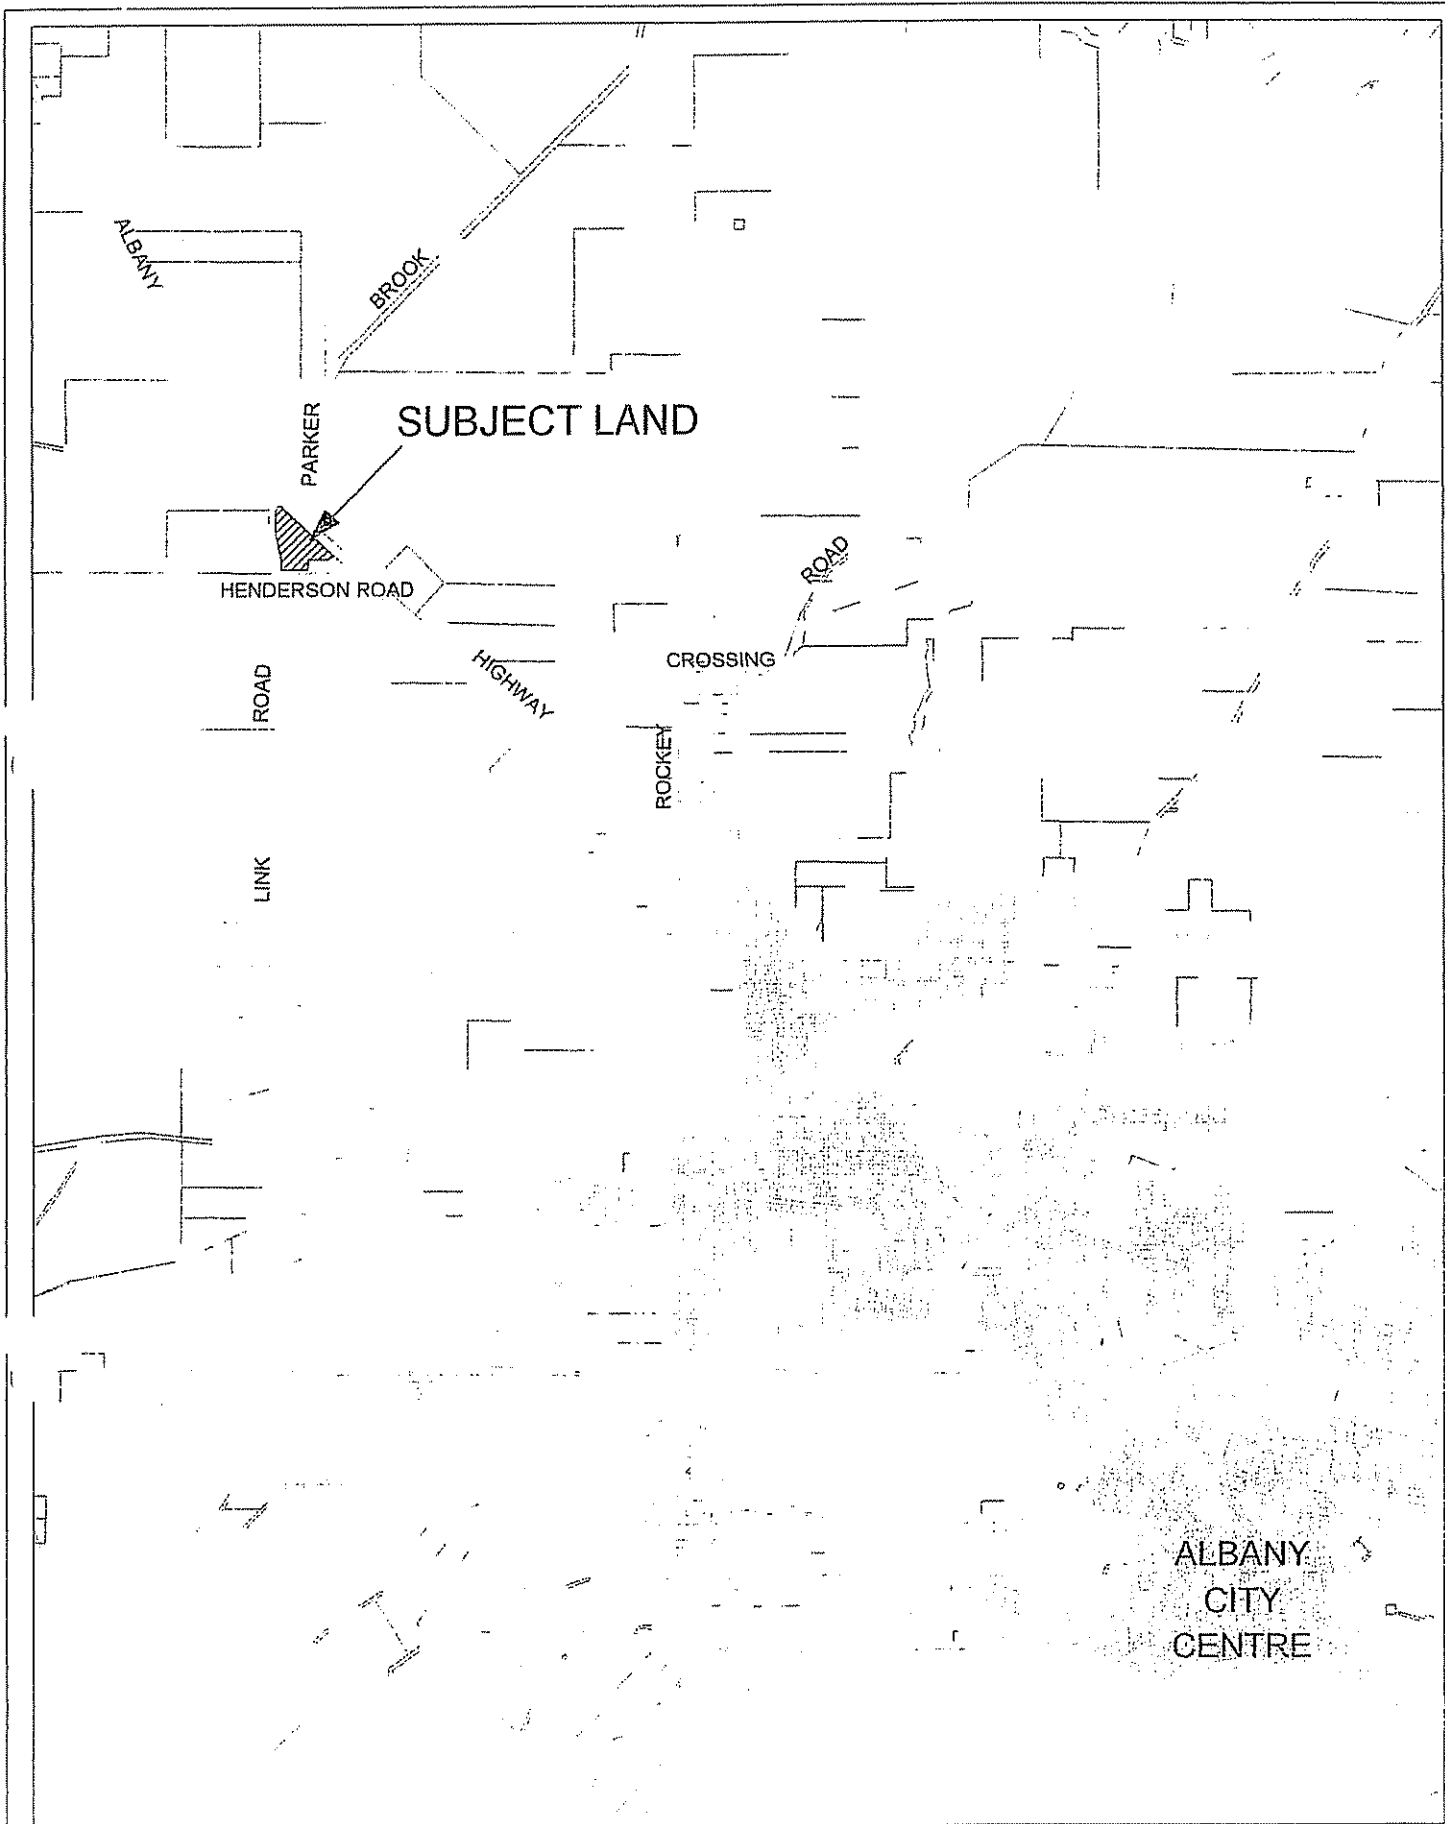 ALBANY
BROOK
PARKER
SUBJECT LAND
HENDERSON ROAD
ROAD
CROSSING
HIGHWAY
ROAD
ROCKEY
LINK
ALBANY
CITY
CENTRE